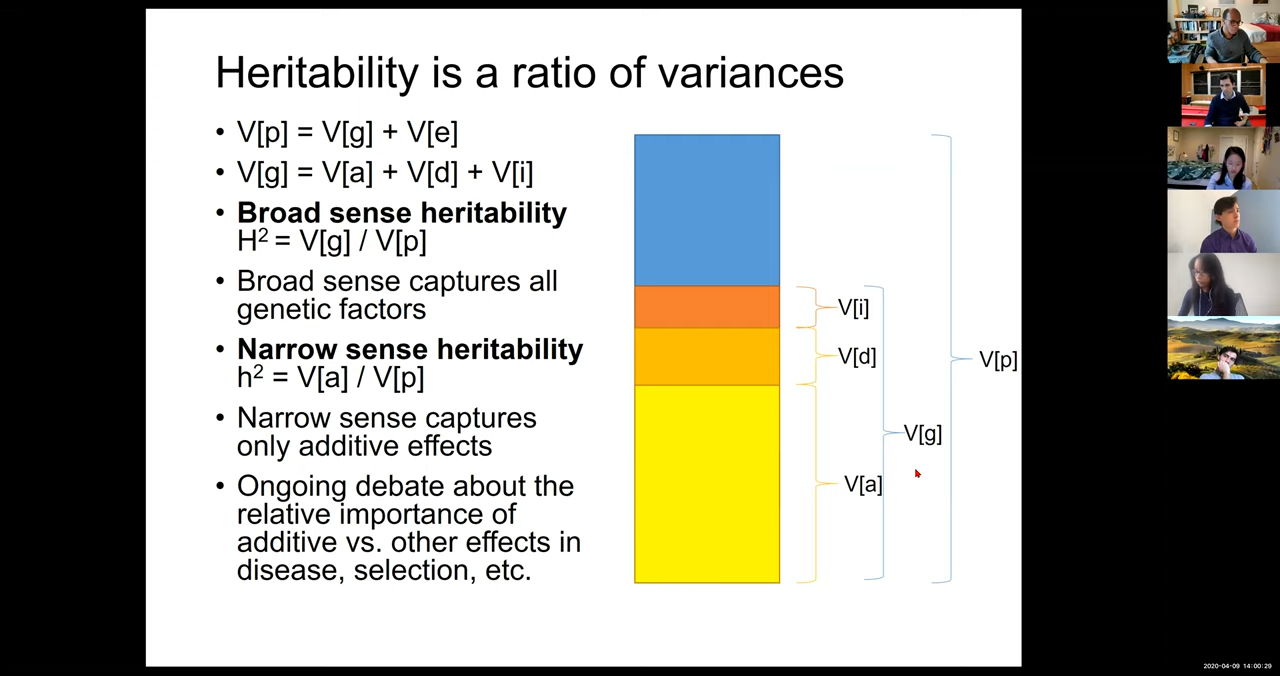 Heritability is a ratio of variances
• V[p] = V[g] + V[e]
• V[g] = V[a] + V[d] + V[i]
• Broad sense heritability
H² = V[g] / V[p]
• Broad sense captures all
genetic factors
• Narrow sense heritability
h² = V[a] / V[p]
• Narrow sense captures
only additive effects
• Ongoing debate about the
relative importance of
additive vs. other effects in
disease, selection, etc.
V[i]
V[d]
V[p]
V[g]
V[a]
2020-04-09 14:00:29